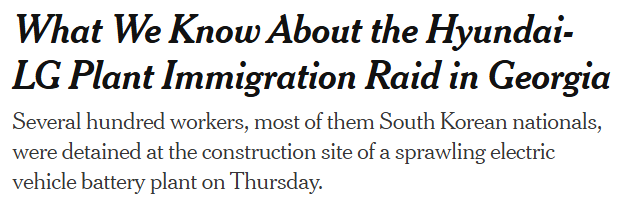 What We Know About the Hyundai-
LG Plant Immigration Raid in Georgia
Several hundred workers, most of them South Korean nationals,
were detained at the construction site of a sprawling electric
vehicle battery plant on Thursday.